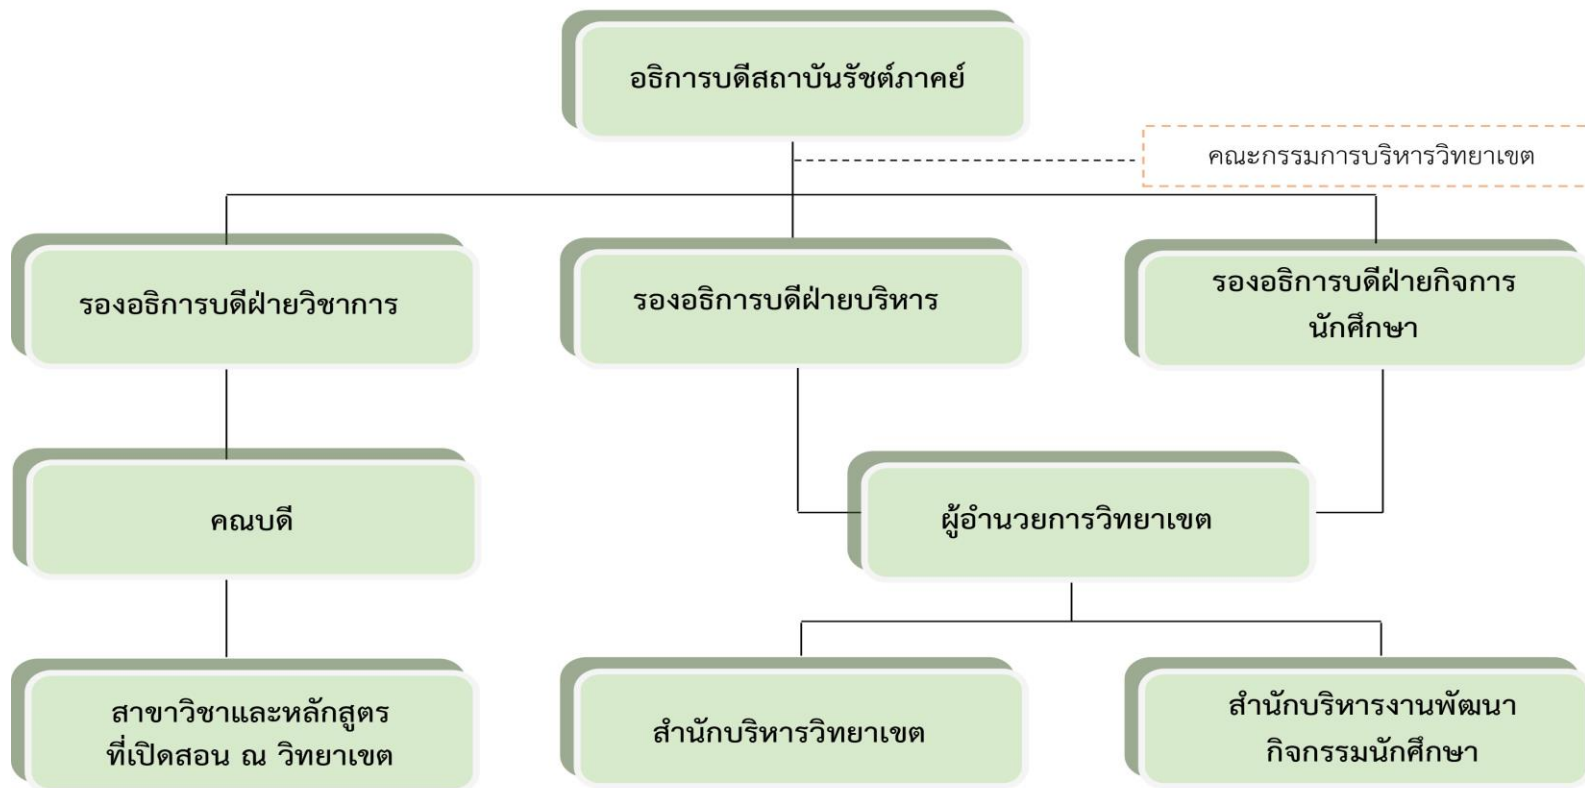 อธิการบดีสถาบันรัชต์ภาคย์
คณะกรรมการบริหารวิทยาเขต
รองอธิการบดีฝ่ายวิชาการ
รองอธิการบดีฝ่ายบริหาร
รองอธิการบดีฝ่ายกิจการ
นักศึกษา
คณบดี
ผู้อำนวยการวิทยาเขต
สาขาวิชาและหลักสูตร
ที่เปิดสอน ณ วิทยาเขต
สำนักบริหารวิทยาเขต
สำนักบริหารงานพัฒนา
กิจกรรมนักศึกษา